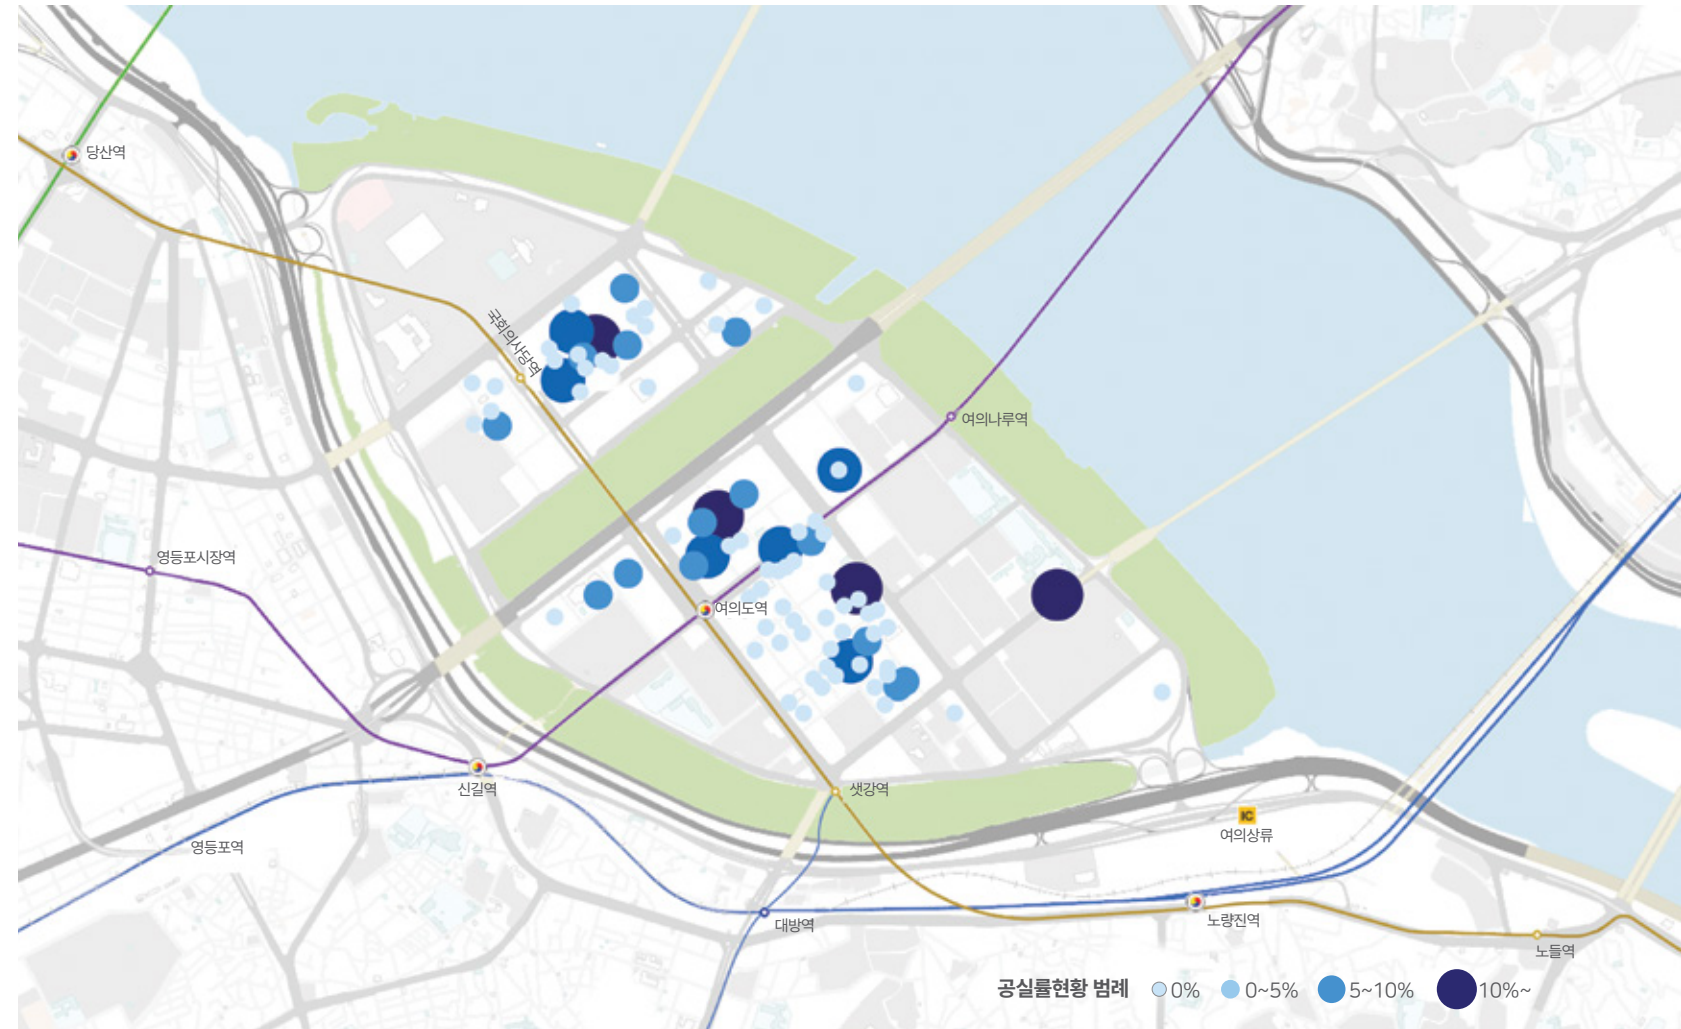 당산역
국회의사당역
여의나루역
영등포시장역
여의도역
신길역
샛강역
IC
여의상류
영등포역
대방역
노량진역
노들역
공실률현황 범례 0% 0~5% 5~10% 10%~